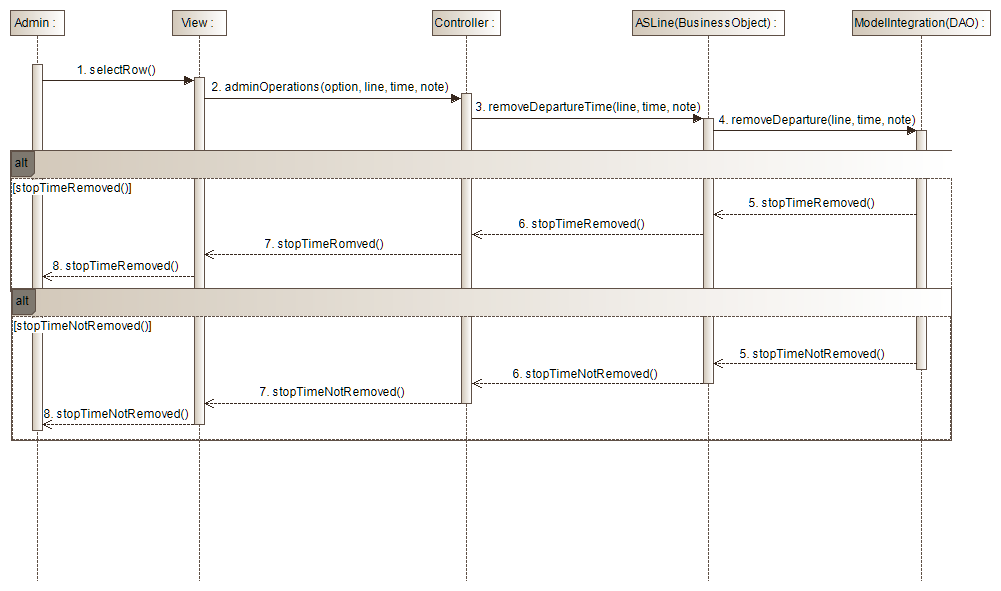 Admin :
View :
Controller :
ASLine(Business Object) :
ModelIntegration(DAO) :
1. selectRow()
2. adminOperations(option, line, time, note)
3. removeDepartureTime(line, time, note)
4. removeDeparture(line, time, note)
alt
[stopTimeRemoved()]
5. stopTimeRemoved()
6. stopTimeRemoved()
7. stopTimeRomved()
8. stopTimeRemoved()
alt
[stopTimeNotRemoved()]
5. stopTimeNotRemoved()
6. stopTimeNotRemoved()
7. stopTimeNotRemoved()
8. stopTimeNotRemoved()